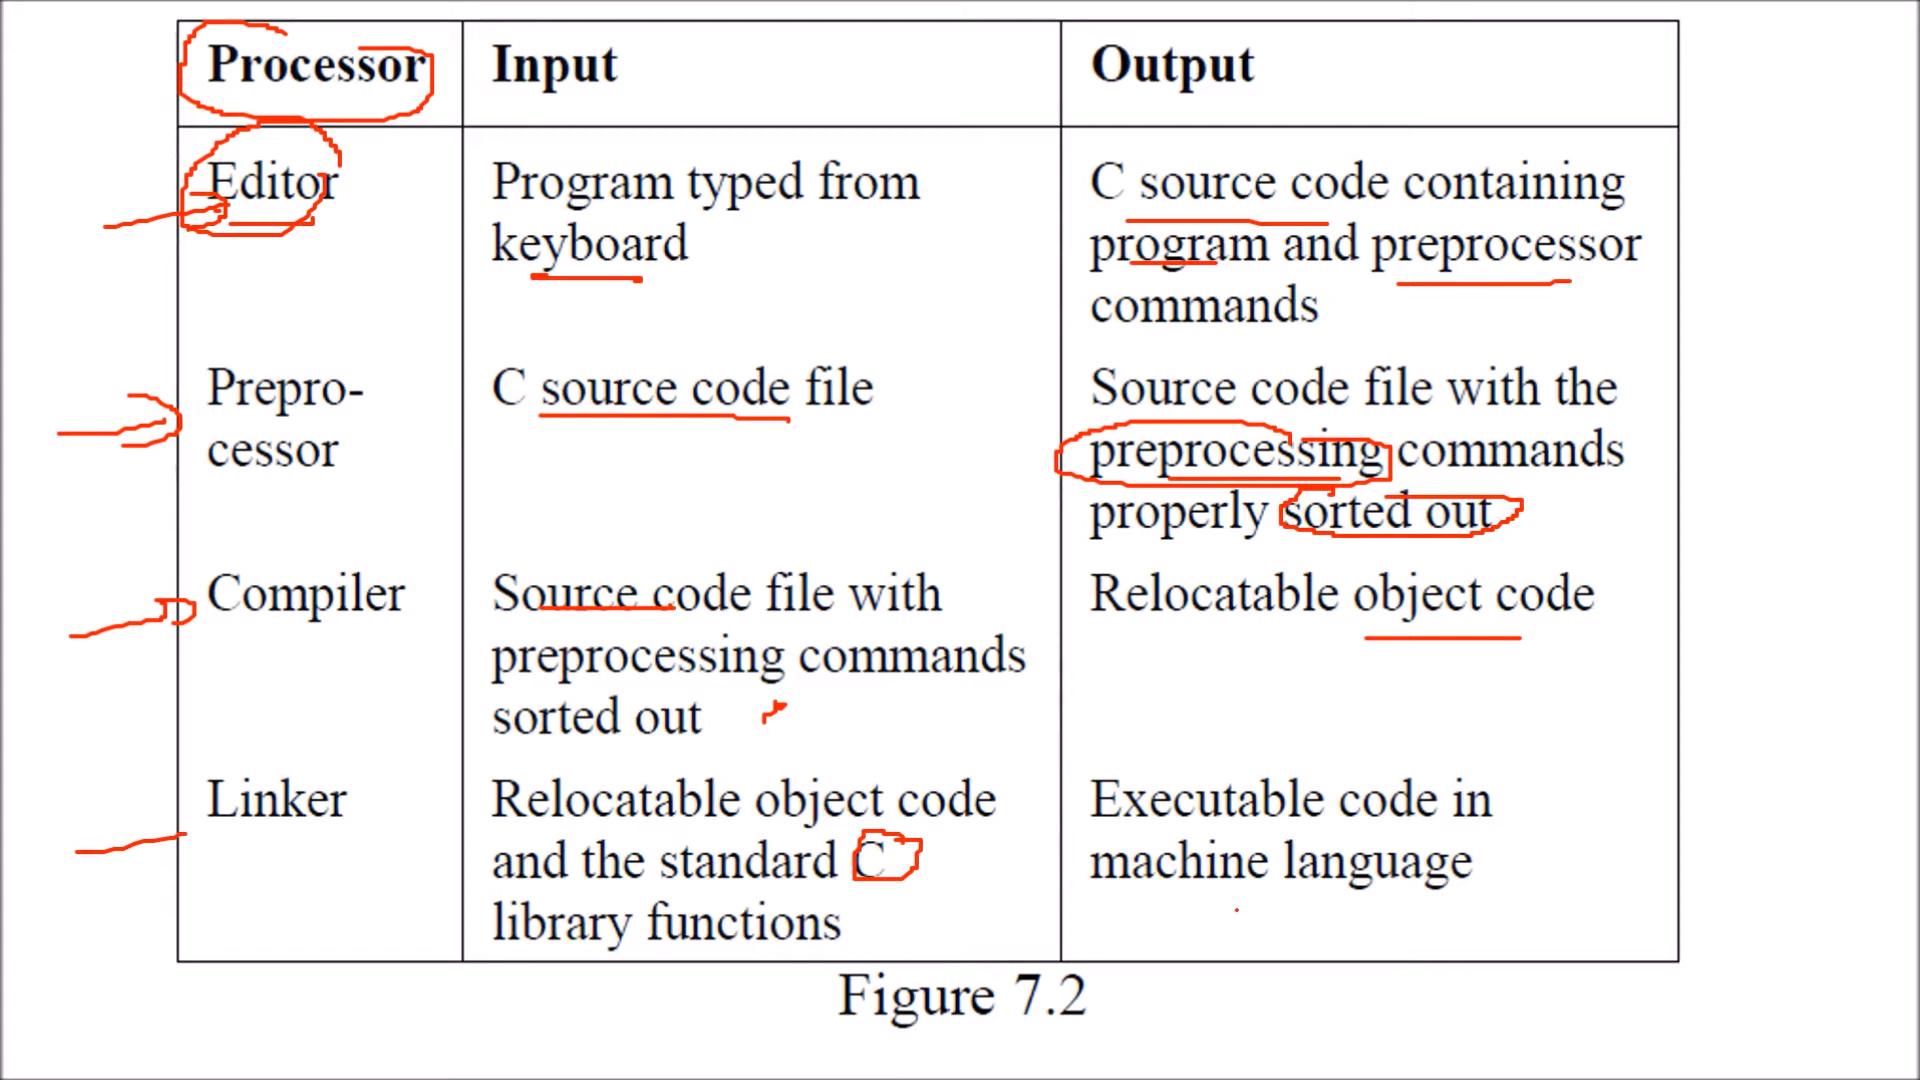 Processor Input Output
Editor Program typed from keyboard C source code containing program and preprocessor commands
Prepro-
cessor C source code file Source code file with the preprocessing commands properly sorted out
Compiler Source code file with preprocessing commands sorted out Relocatable object code
Linker Relocatable object code and the standard C library functions Executable code in machine language
Figure 7.2